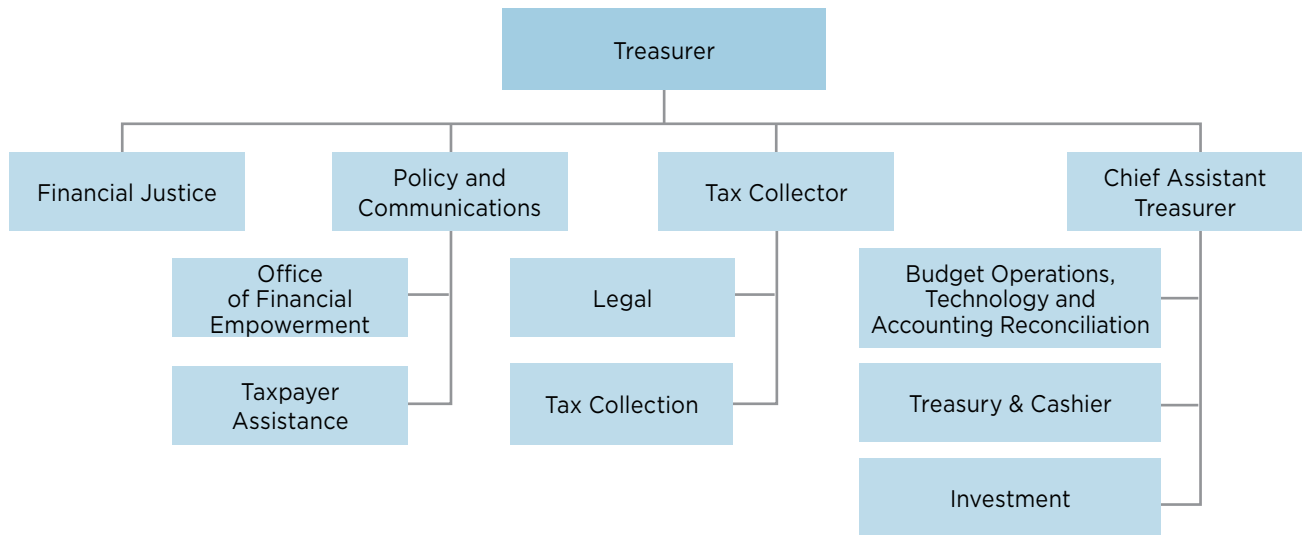 Treasurer
Financial Justice
Policy and
Communications
Tax Collector
Chief Assistant
Treasurer
Office
of Financial
Empowerment
Taxpayer
Assistance
Legal
Tax Collection
Budget Operations,
Technology and
Accounting Reconciliation
Treasury & Cashier
Investment